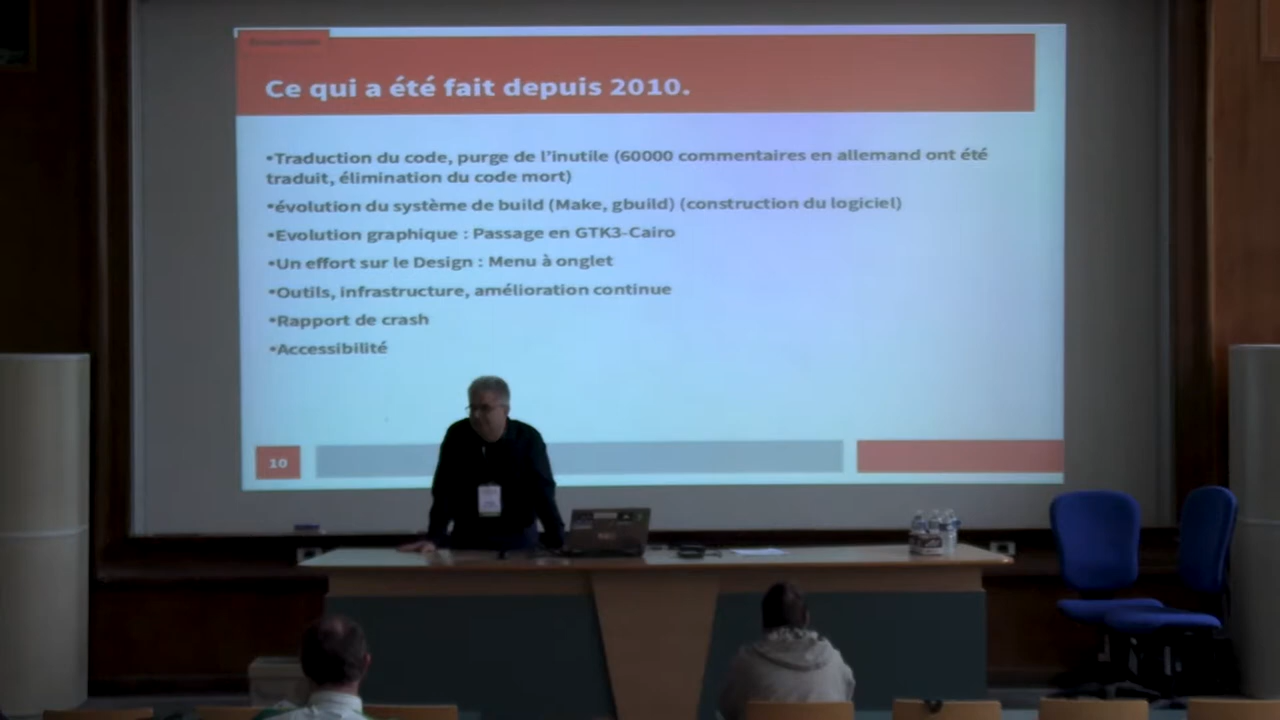 Ce qui a été fait depuis 2010.
•Traduction du code, purge de l'inutile (60000 commentaires en allemand ont été
traduit, élimination du code mort)
•évolution du système de build (Make, gbuild) (construction du logiciel)
•Evolution graphique : Passage en GTK3-Cairo
•Un effort sur le Design : Menu à onglet
•Outils, infrastructure, amélioration continue
•Rapport de crash
•Accessibilité
10